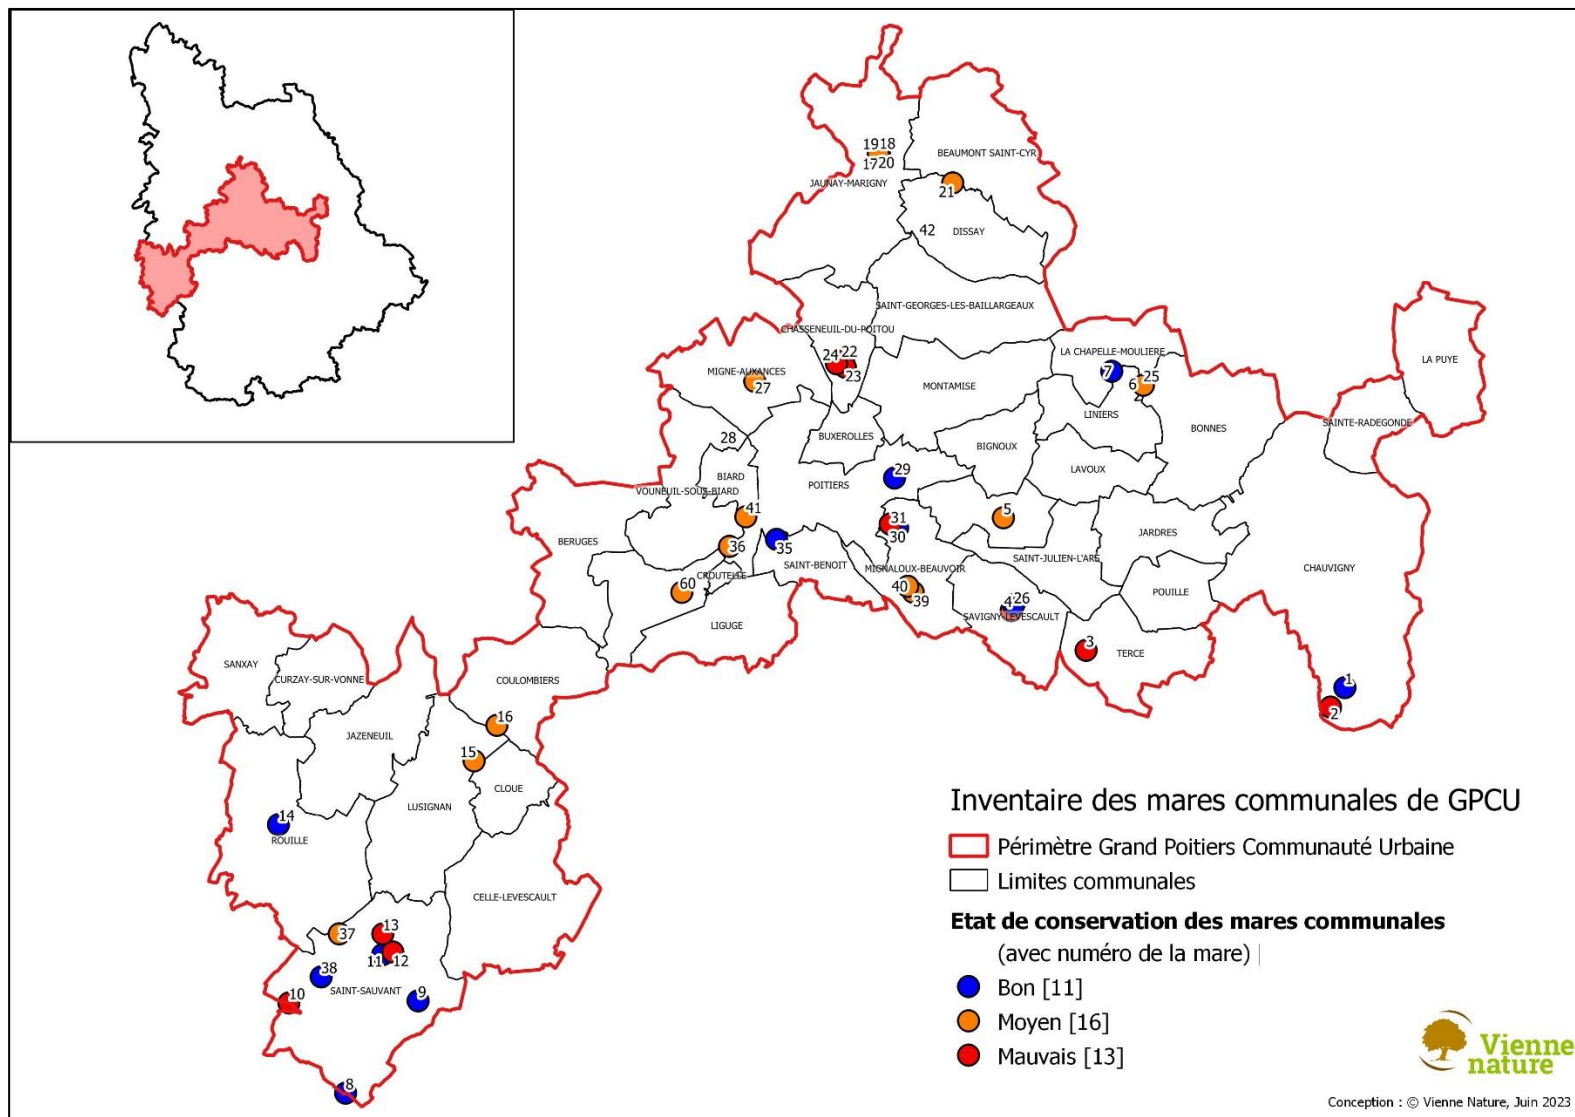 1918
1720
BEAUMONT SAINT-CYR
JAUNAY-MARIGNY
21
42
DISSAY
SAINT-GEORGES-LES-BAILLARGEAUX
CHASSENEUIL-DU-POITOU
24 22
23
LA CHAPELLE-MOULIERE
LA PUYE
MIGNE-AUXANCES
27
7
6 25
MONTAMISE
LINIERS
BONNES
SAINTE-RADEGONDE
28
BUXEROLLES
BIGNOUX
BIARD
LAVOUX
VOUNEUIL-SOUS-BIARD
POITIERS
29
41
31
30
5
JARDRES
BERUGES
36
35
SAINT-BENOIT
SAINT-JULIEN-L'ARS
CHAUVIGNY
CROUTELLE
MIGNALOUX-BEAUVOIR
60
40
39
4 26
POUILLE
SAVIGNY-LEVESCAULT
LIGUGE
3
TERCE
SANXAY
CURZAY-SUR-VONNE
COULOMBIERS
1
2
16
JAZENEUIL
15
CLOUE
LUSIGNAN
14
ROUILLE
CELLE-LEVESCAULT
13
37
11 12
38
SAINT-SAUVANT
9
10
8
Inventaire des mares communales de GPCU
Périmètre Grand Poitiers Communauté Urbaine
Limites communales
Etat de conservation des mares communales
(avec numéro de la mare)
Bon [11]
Moyen [16]
Mauvais [13]
Vienne
nature
Conception : © Vienne Nature, Juin 2023